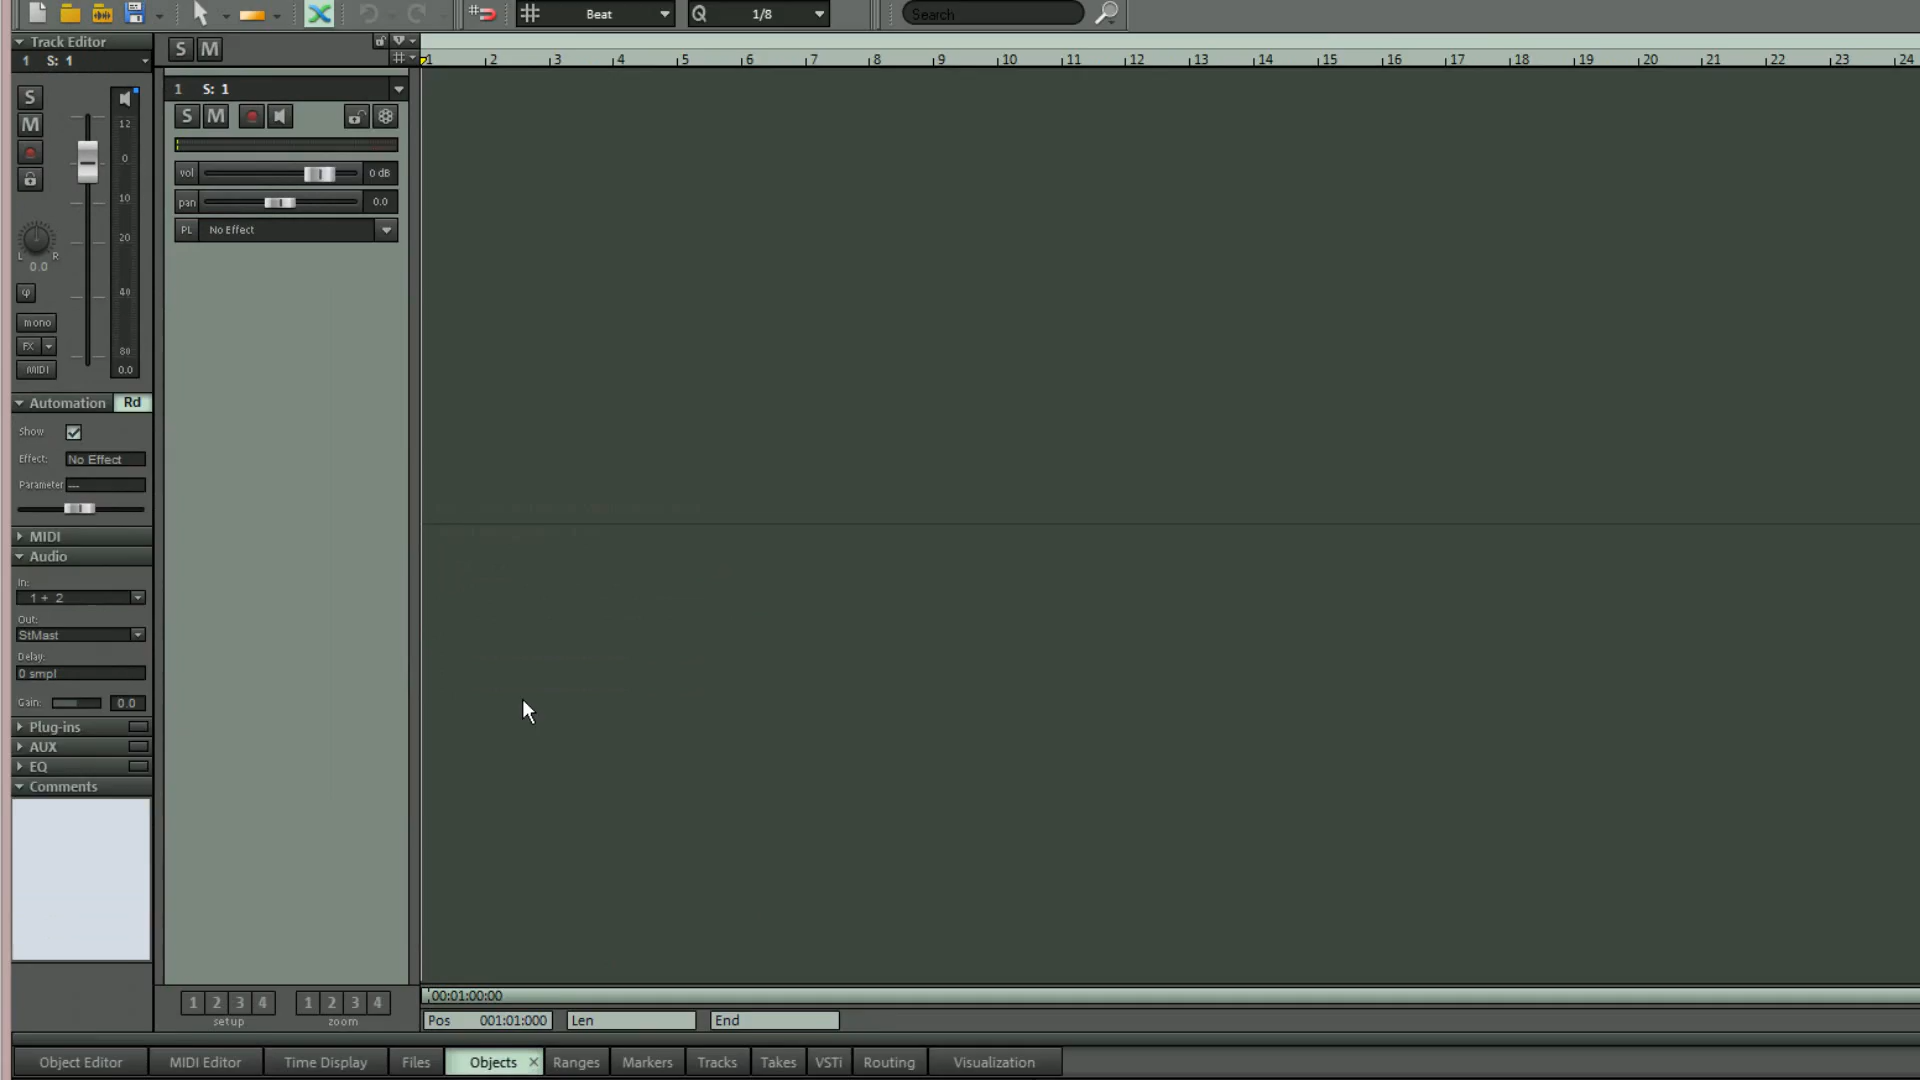 Beat
Q 1/8
Search
Track Editor
1 S: 1
S M
1 2 3 4 5 6 7 8 9 10 11 12 13 14 15 16 17 18 19 20 21 22 23 24
1 S: 1
S M
vol 0 dB
pan 0.0
PL No Effect
S
M
12
0
10
20
40
80
0.0
L R
0.0
φ
mono
FX
MIDI
Automation Rd
Show
Effect: No Effect
Parameter ---
MIDI
Audio
In:
1 + 2
Out:
StMast
Delay:
0 smpl
Gain: 0.0
Plug-ins
AUX
EQ
Comments
1 2 3 4 1 2 3 4
setup zoom
00:01:00:00
Pos 001:01:000 Len End
Object Editor MIDI Editor Time Display Files Objects × Ranges Markers Tracks Takes VSTi Routing Visualization